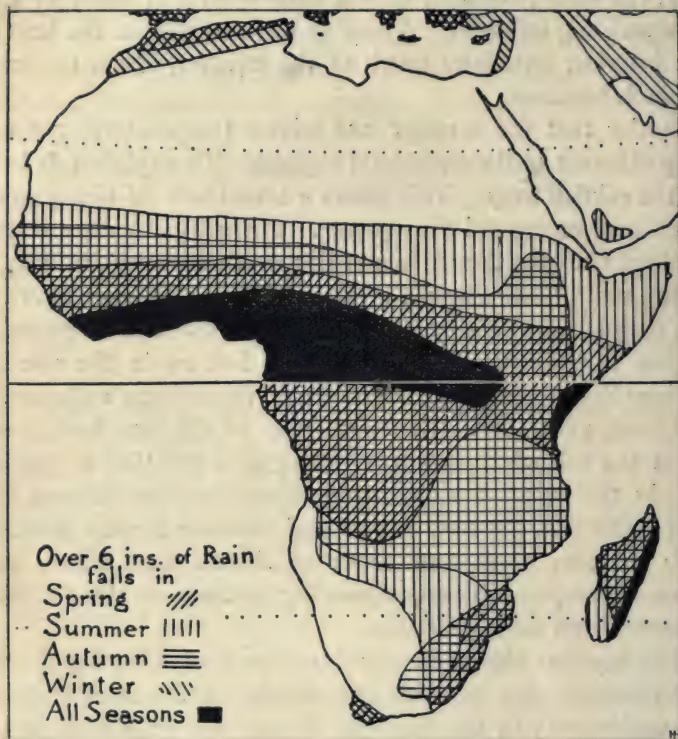 Over 6 ins. of Rain
falls in
Spring
Summer
Autumn
Winter
All Seasons
H